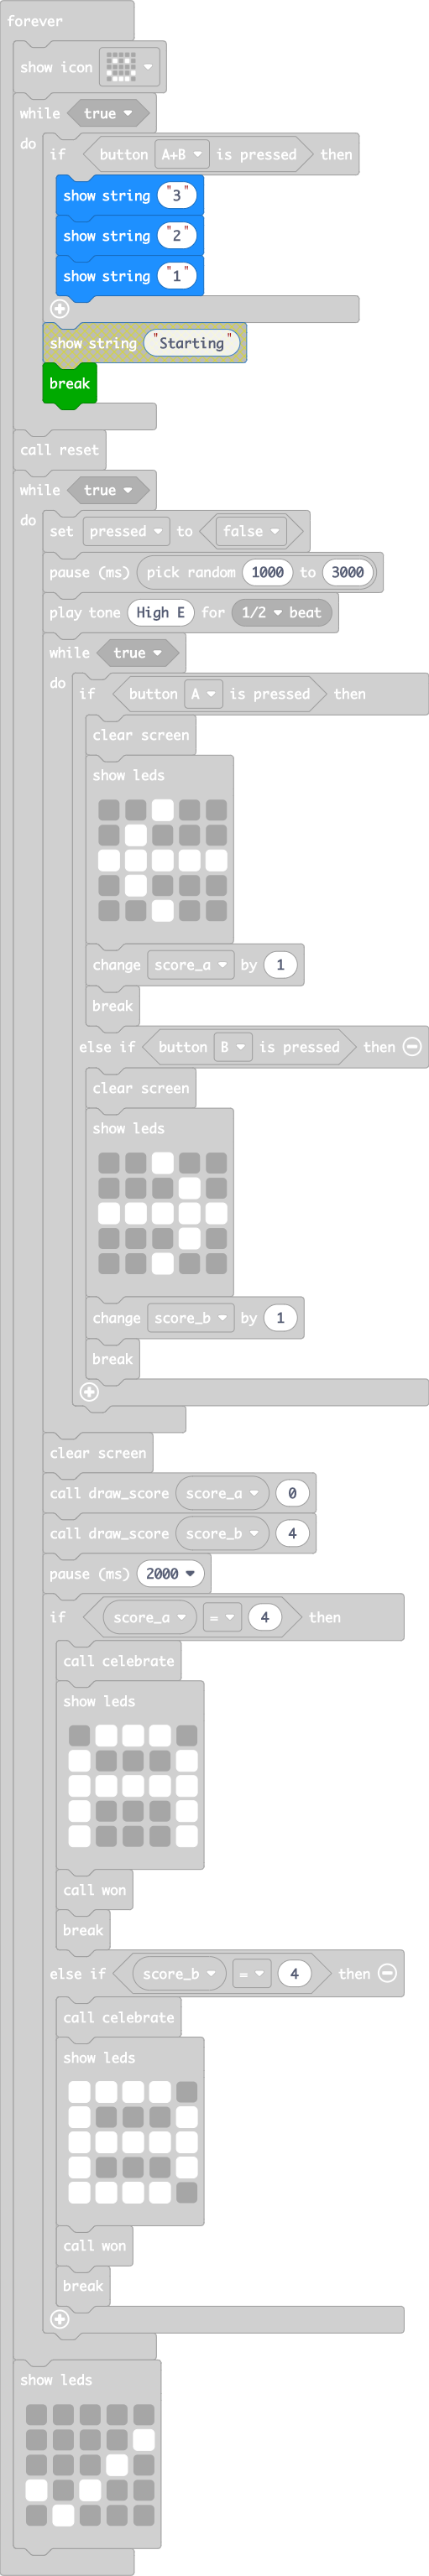 forever
show icon
while true
do
if button A+B is pressed then
show string "3"
show string "2"
show string "1"
show string "Starting"
break
call reset
while true
do
set pressed to false
pause (ms) pick random 1000 to 3000
play tone High E for 1/2 beat
while true
do
if button A is pressed then
clear screen
show leds
change score_a by 1
break
else if button B is pressed then
clear screen
show leds
change score_b by 1
break
clear screen
call draw_score score_a 0
call draw_score score_b 4
pause (ms) 2000
if score_a = 4 then
call celebrate
show leds
call won
break
else if score_b = 4 then
call celebrate
show leds
call won
break
show leds